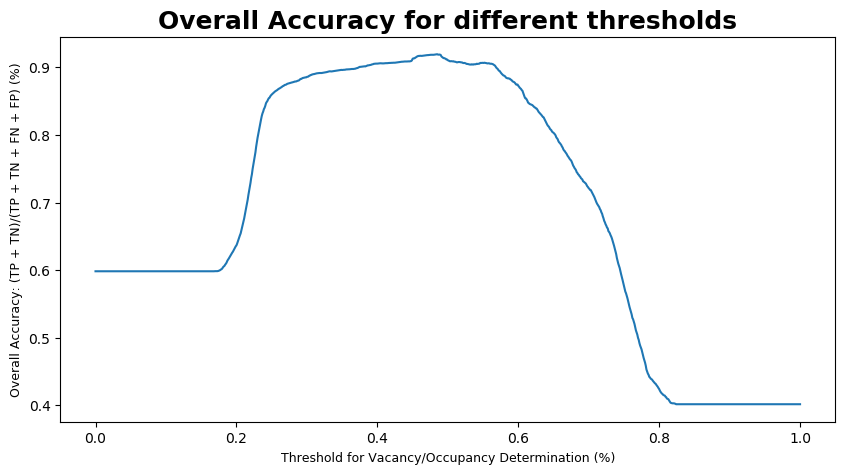 Overall Accuracy for different thresholds
Overall Accuracy: (TP + TN)/(TP + TN + FN + FP) (%)
0.9
0.8
0.7
0.6
0.5
0.4
0.0 0.2 0.4 0.6 0.8 1.0
Threshold for Vacancy/Occupancy Determination (%)